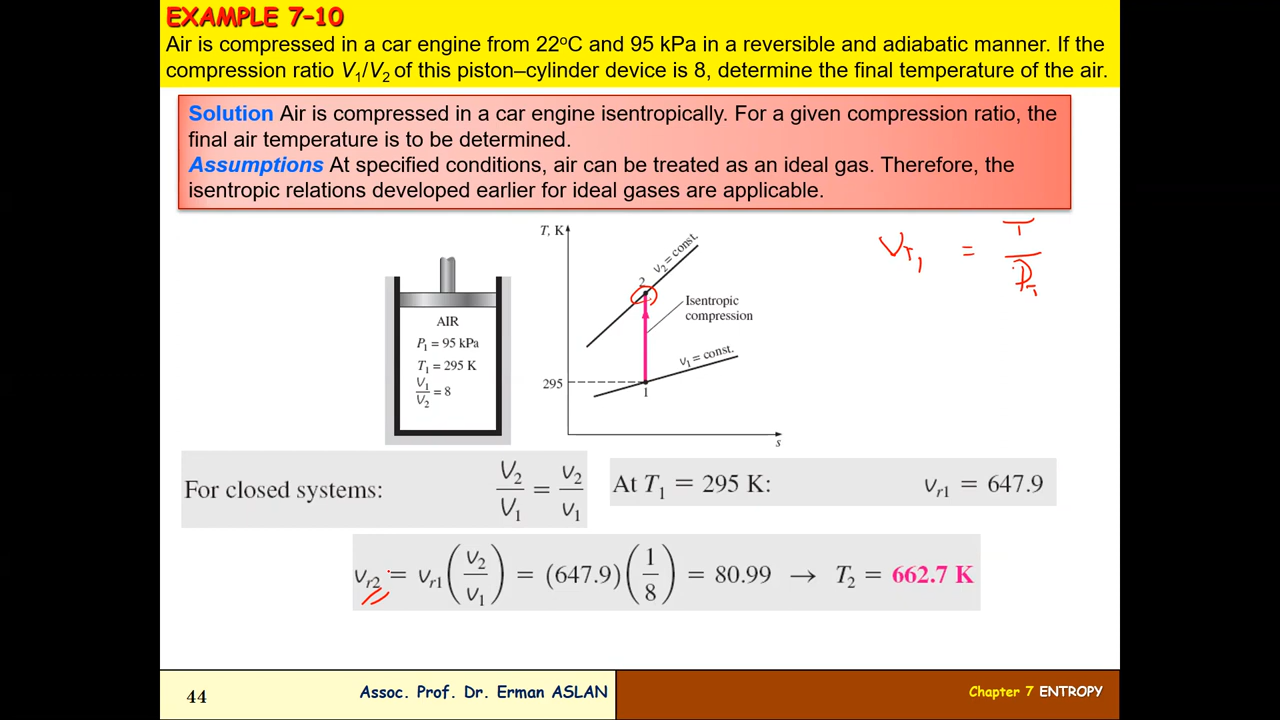 EXAMPLE 7–10
Air is compressed in a car engine from 22ºC and 95 kPa in a reversible and adiabatic manner. If the
compression ratio V₁/V₂ of this piston–cylinder device is 8, determine the final temperature of the air.
Solution Air is compressed in a car engine isentropically. For a given compression ratio, the
final air temperature is to be determined.
Assumptions At specified conditions, air can be treated as an ideal gas. Therefore, the
isentropic relations developed earlier for ideal gases are applicable.
AIR
P₁ = 95 kPa
T₁ = 295 K
V₁/V₂ = 8
T, K
2
v₂ = const.
Isentropic
compression
v₁ = const.
295
1
s
For closed systems: V₂/V₁ = v₂/v₁
At T₁ = 295 K: vᵣ₁ = 647.9
vᵣ₂ = vᵣ₁(v₂/v₁) = (647.9)(1/8) = 80.99 → T₂ = 662.7 K
44
Assoc. Prof. Dr. Erman ASLAN
Chapter 7 ENTROPY